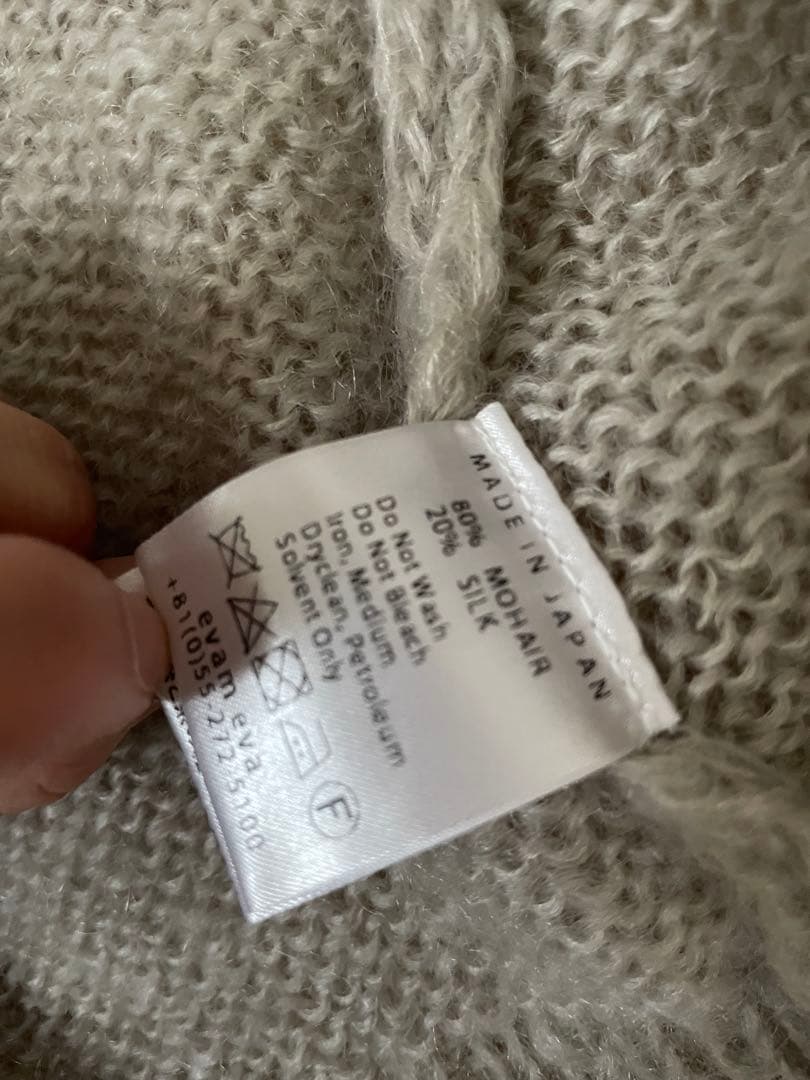 MADE IN JAPAN
80% MOHAIR
20% SILK
Do Not Wash
Do Not Bleach
Iron, Medium
Dryclean, Petroleum
Solvent Only
F
evam eva
+81(0)55-272-5100